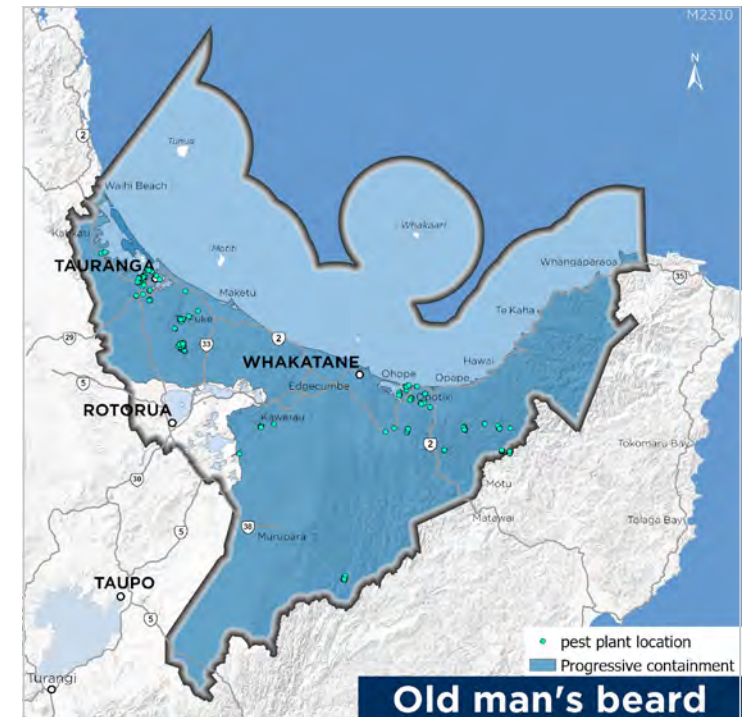 M2310
N
2
Tuhua
Waihi Beach
Katikati
Whakaari
Motiti
Whangaparaoa
TAURANGA
35
Maketu
Te Kaha
Te Puke
29
33
2
Hawai
WHAKATANE
Ohope
Opape
5
Edgecumbe
Opotiki
ROTORUA
Kawerau
2
Tokomaru Bay
30
Motu
Matawai
Tolaga Bay
38
5
Murupara
TAUPO
5
pest plant location
Progressive containment
Turangi
Old man's beard